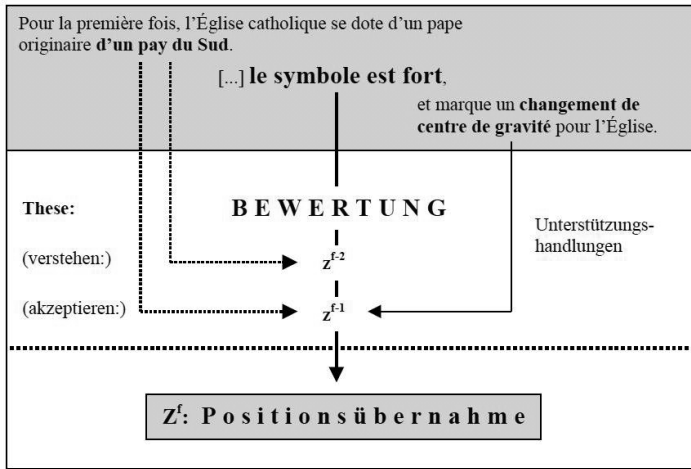 Pour la première fois, l'Église catholique se dote d'un pape
originaire d'un pay du Sud.
[...] le symbole est fort,
et marque un changement de
centre de gravité pour l'Église.
These:
BEWERTUNG
Unterstützungs-
handlungen
(verstehen:)
z^f-2
(akzeptieren:)
z^f-1
Z^f: Positionsübernahme